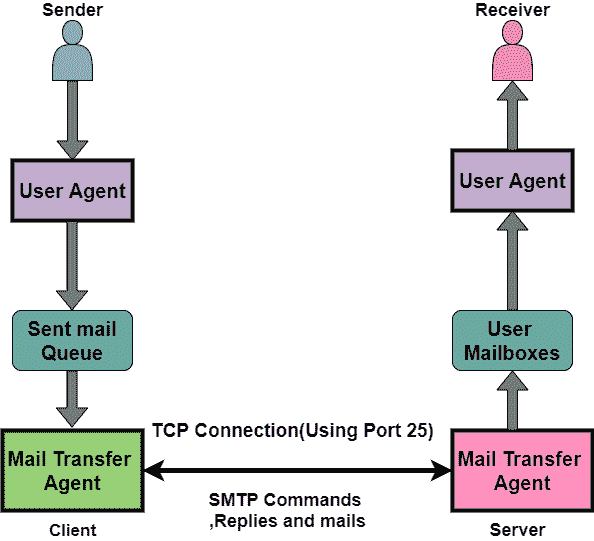 Sender
Receiver
User Agent
User Agent
Sent mail
Queue
User
Mailboxes
TCP Connection(Using Port 25)
Mail Transfer
Agent
Mail Transfer
Agent
SMTP Commands
,Replies and mails
Client
Server